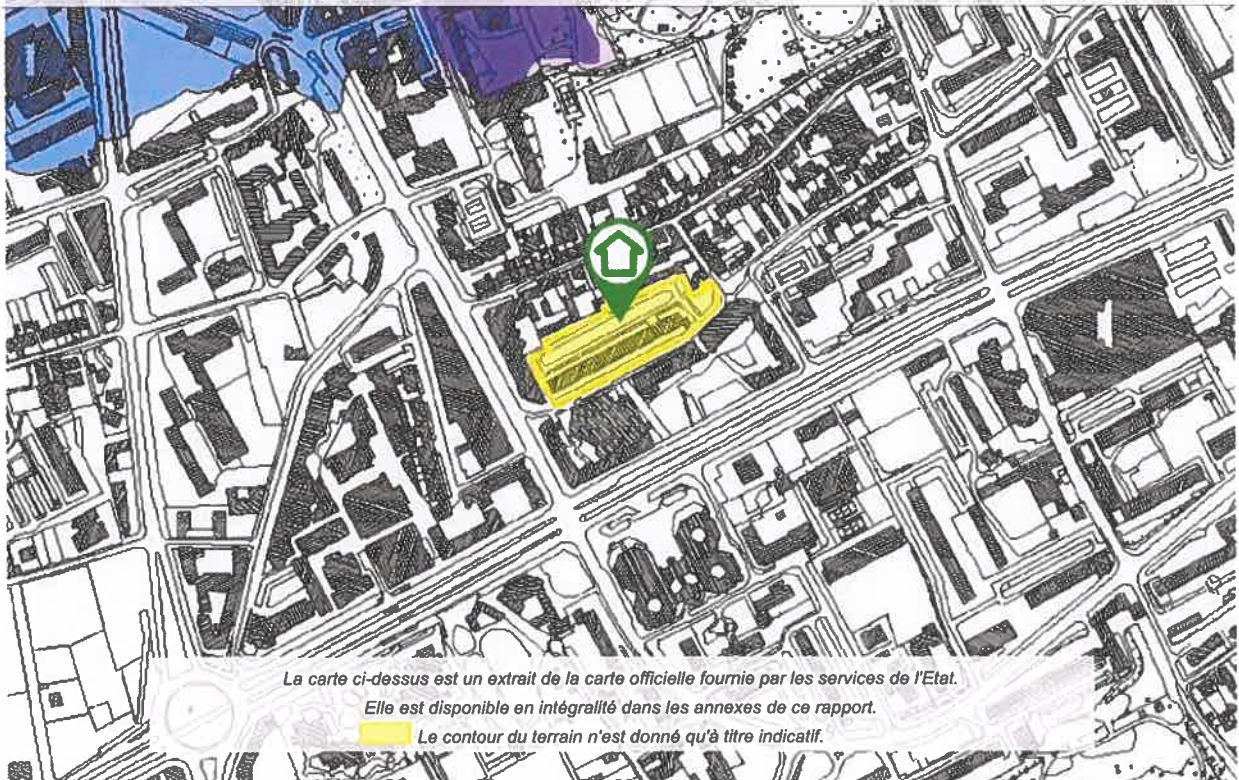 La carte ci-dessus est un extrait de la carte officielle fournie par les services de l'Etat.
Elle est disponible en intégralité dans les annexes de ce rapport.
Le contour du terrain n'est donné qu'à titre indicatif.